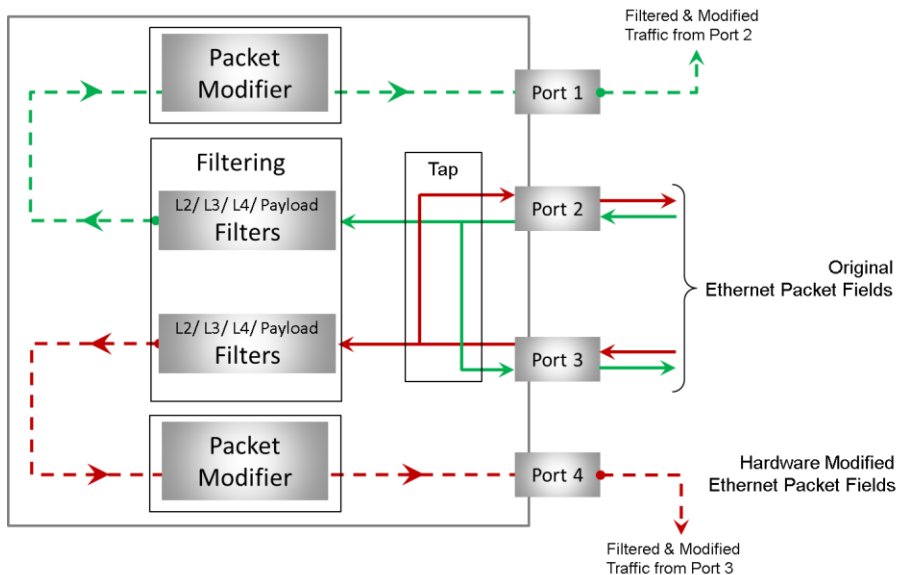 Filtered & Modified
Traffic from Port 2
Packet
Modifier
Port 1
Filtering
Tap
L2/ L3/ L4/ Payload
Filters
Port 2
Original
Ethernet Packet Fields
L2/ L3/ L4/ Payload
Filters
Port 3
Packet
Modifier
Port 4
Hardware Modified
Ethernet Packet Fields
Filtered & Modified
Traffic from Port 3